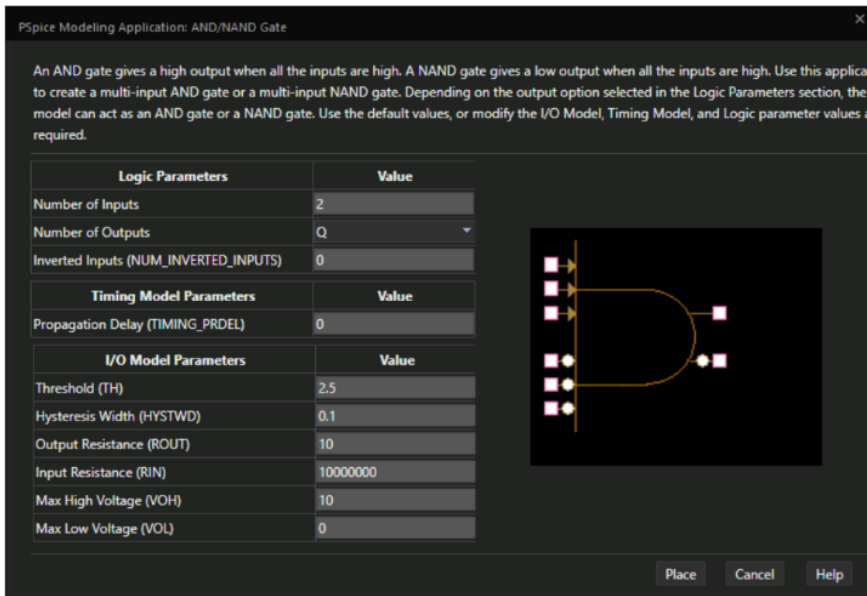 PSpice Modeling Application: AND/NAND Gate
An AND gate gives a high output when all the inputs are high. A NAND gate gives a low output when all the inputs are high. Use this applica
to create a multi-input AND gate or a multi-input NAND gate. Depending on the output option selected in the Logic Parameters section, the
model can act as an AND gate or a NAND gate. Use the default values, or modify the I/O Model, Timing Model, and Logic parameter values a
required.
Logic Parameters Value
Number of Inputs 2
Number of Outputs Q
Inverted Inputs (NUM_INVERTED_INPUTS) 0
Timing Model Parameters Value
Propagation Delay (TIMING_PRDEL) 0
I/O Model Parameters Value
Threshold (TH) 2.5
Hysteresis Width (HYSTWD) 0.1
Output Resistance (ROUT) 10
Input Resistance (RIN) 10000000
Max High Voltage (VOH) 10
Max Low Voltage (VOL) 0
Place Cancel Help